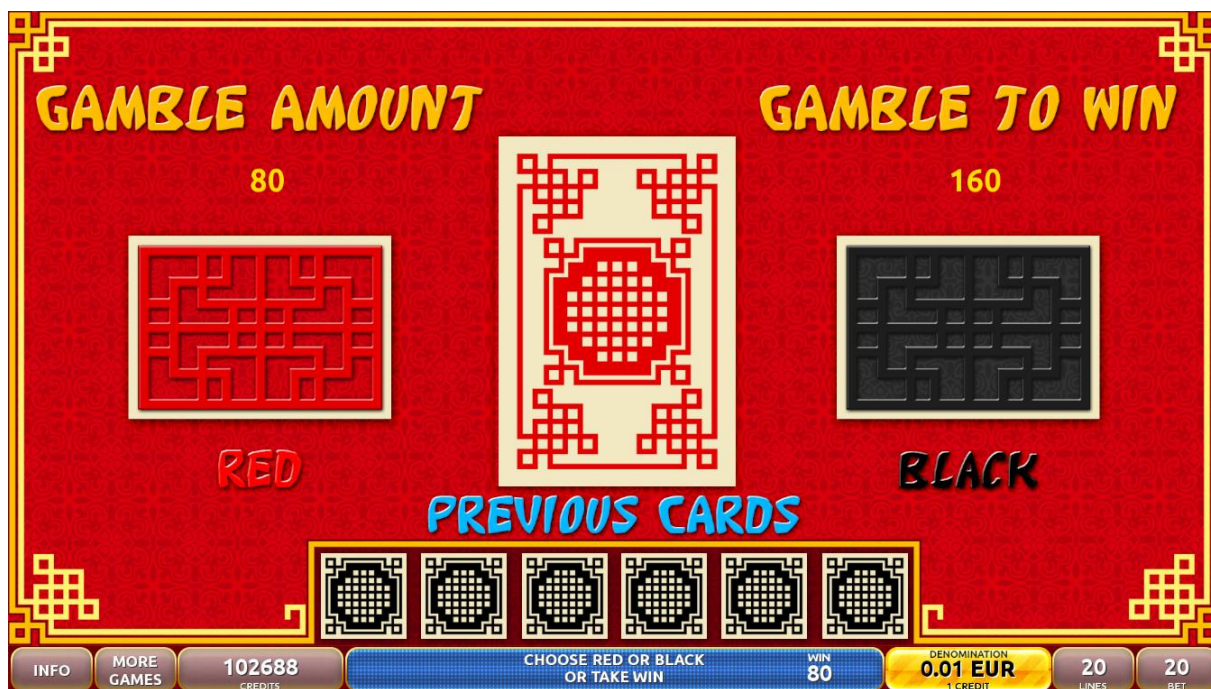 GAMBLE AMOUNT
80
GAMBLE TO WIN
160
RED
BLACK
PREVIOUS CARDS
INFO
MORE
GAMES
102688
CREDITS
CHOOSE RED OR BLACK
OR TAKE WIN
WIN
80
DENOMINATION
0.01 EUR
1 CREDIT
20
LINES
20
BET